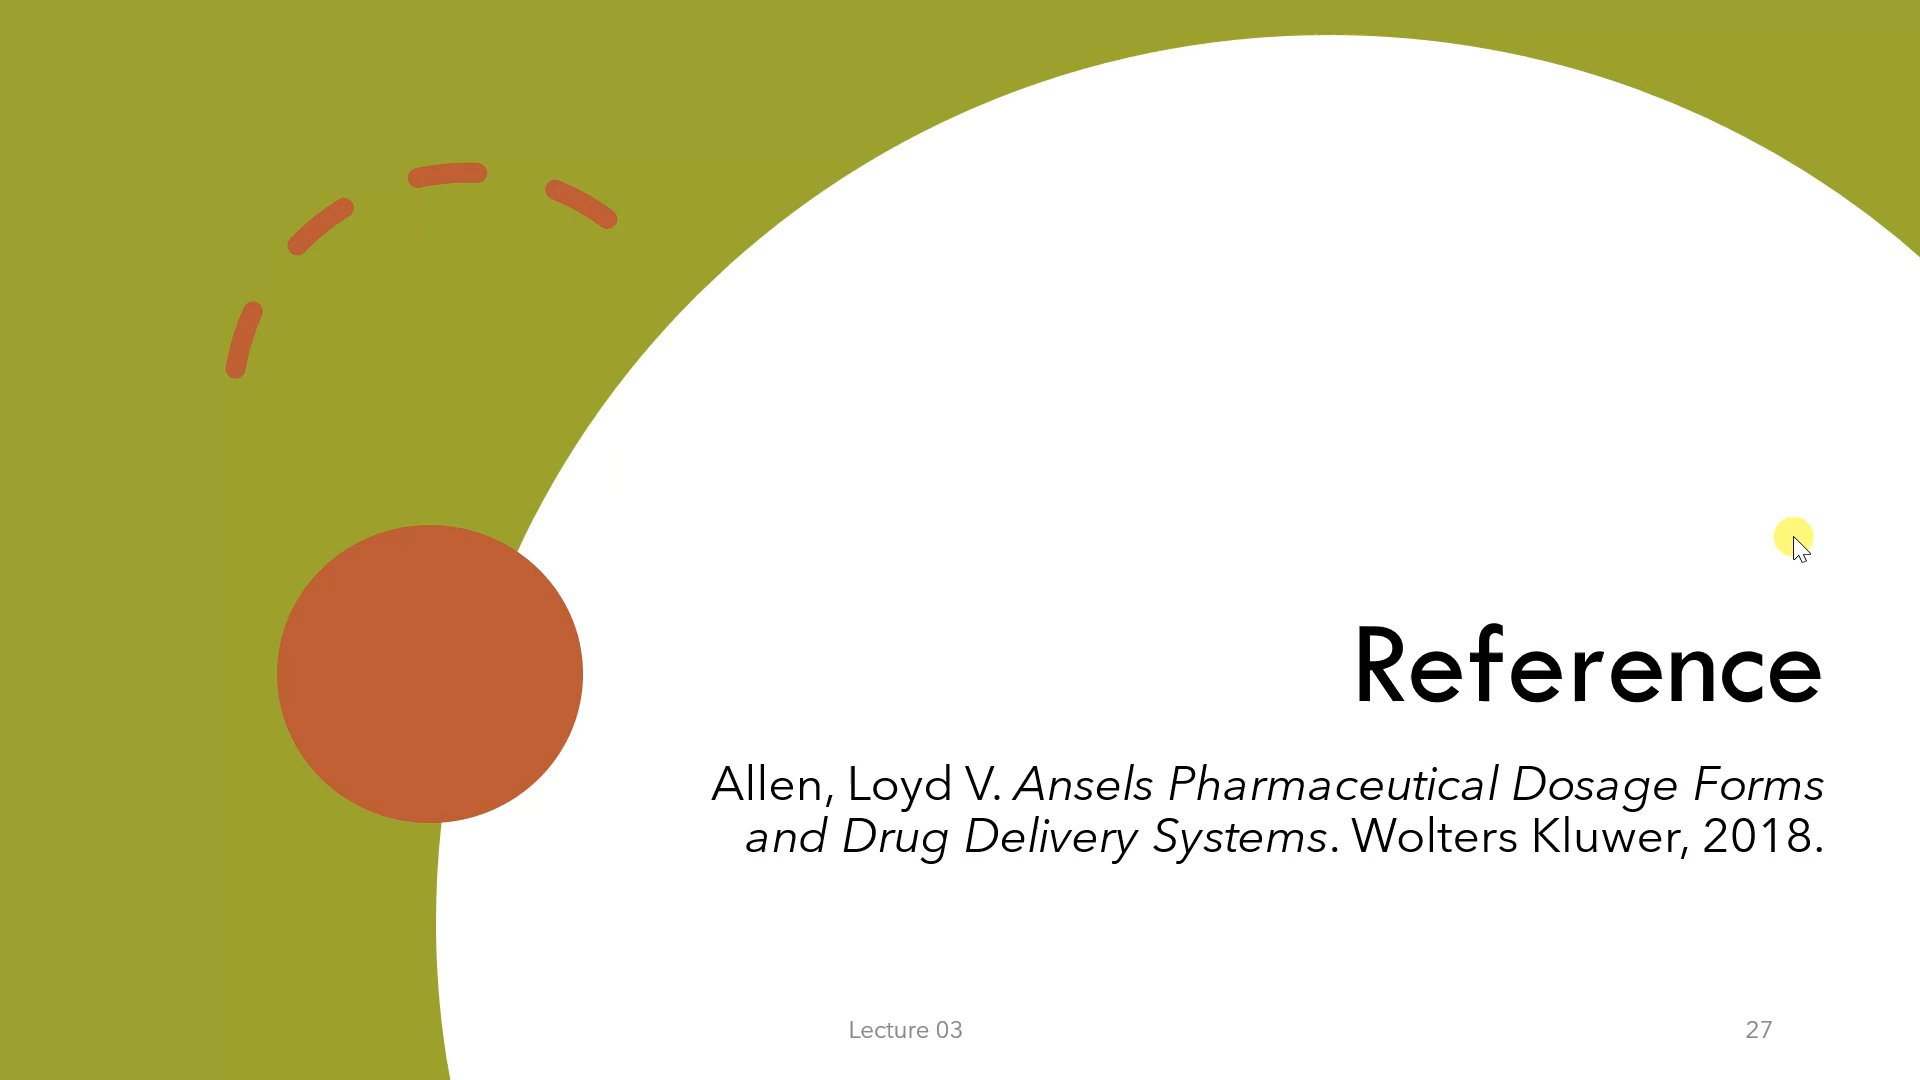 Reference
Allen, Loyd V. Ansels Pharmaceutical Dosage Forms
and Drug Delivery Systems. Wolters Kluwer, 2018.
Lecture 03
27